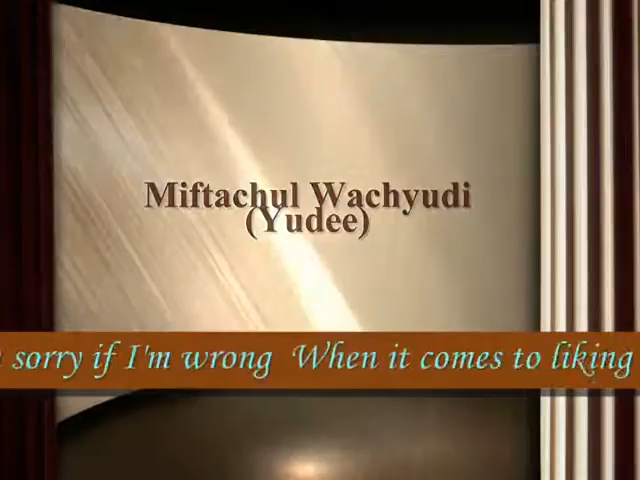 Miftachul Wachyudi
(Yudee)
sorry if I'm wrong When it comes to liking